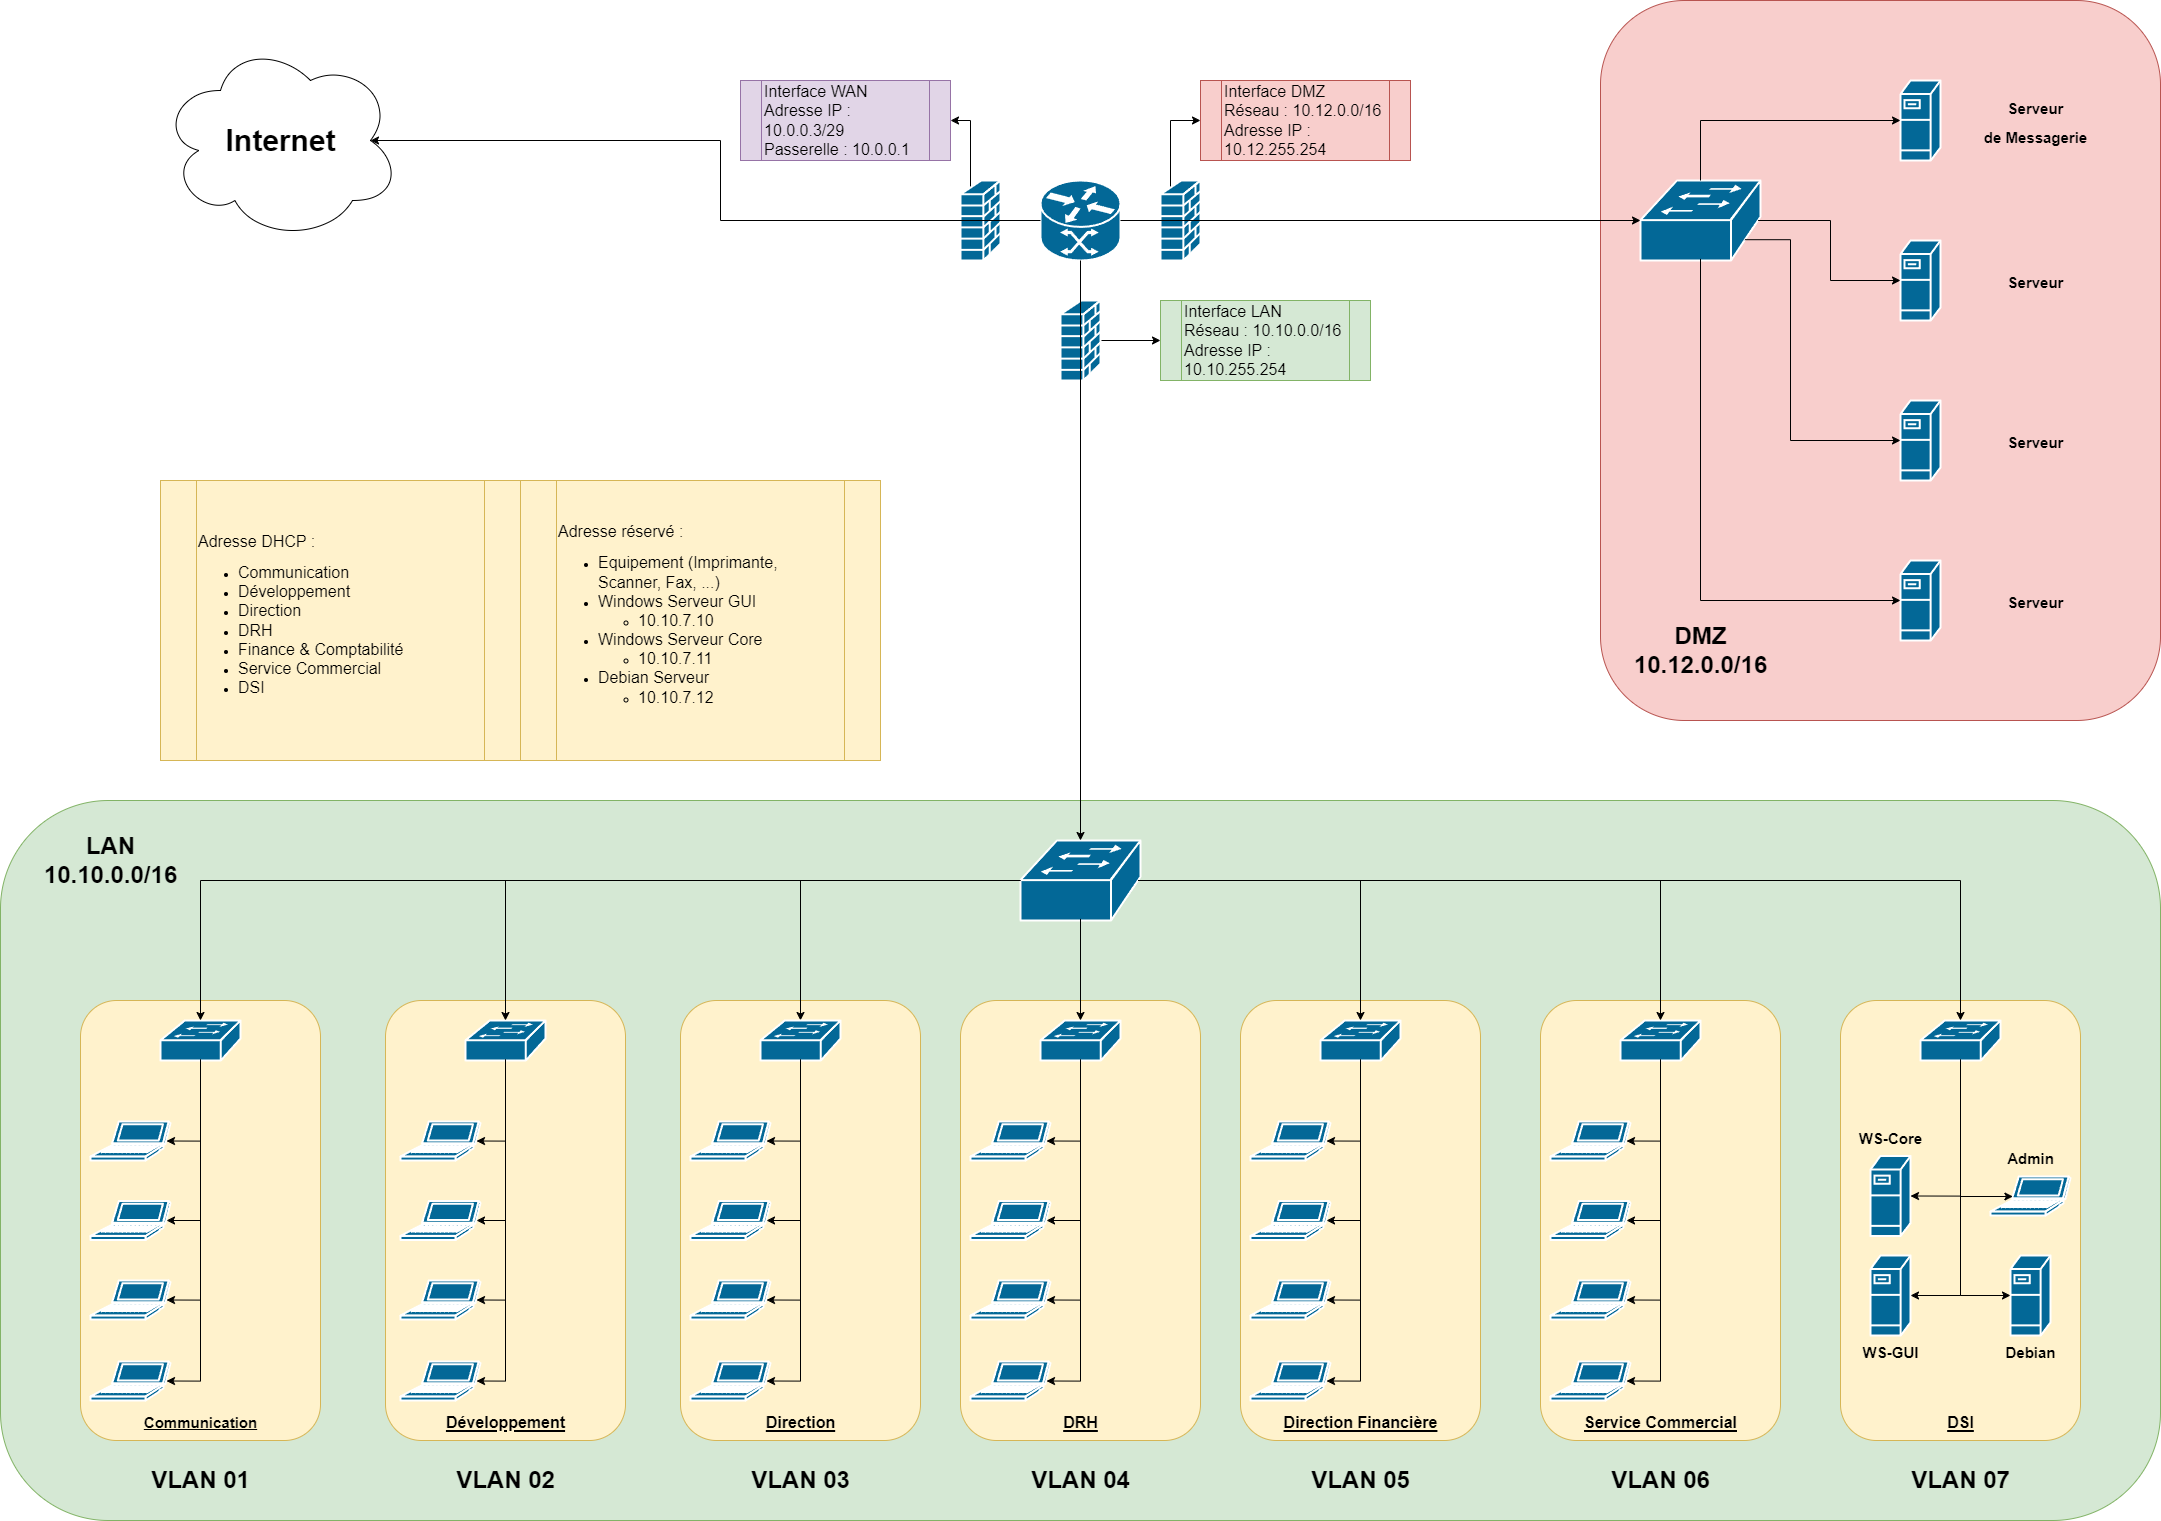 Internet
Interface WAN
Adresse IP :
10.0.0.3/29
Passerelle : 10.0.0.1
Interface DMZ
Réseau : 10.12.0.0/16
Adresse IP :
10.12.255.254
Interface LAN
Réseau : 10.10.0.0/16
Adresse IP :
10.10.255.254
Serveur
de Messagerie
Serveur
Serveur
Serveur
DMZ
10.12.0.0/16
Adresse DHCP :
Communication
Développement
Direction
DRH
Finance & Comptabilité
Service Commercial
DSI
Adresse réservé :
Equipement (Imprimante,
Scanner, Fax, ...)
Windows Serveur GUI
10.10.7.10
Windows Serveur Core
10.10.7.11
Debian Serveur
10.10.7.12
LAN
10.10.0.0/16
WS-Core
Admin
WS-GUI
Debian
Communication
Développement
Direction
DRH
Direction Financière
Service Commercial
DSI
VLAN 01
VLAN 02
VLAN 03
VLAN 04
VLAN 05
VLAN 06
VLAN 07